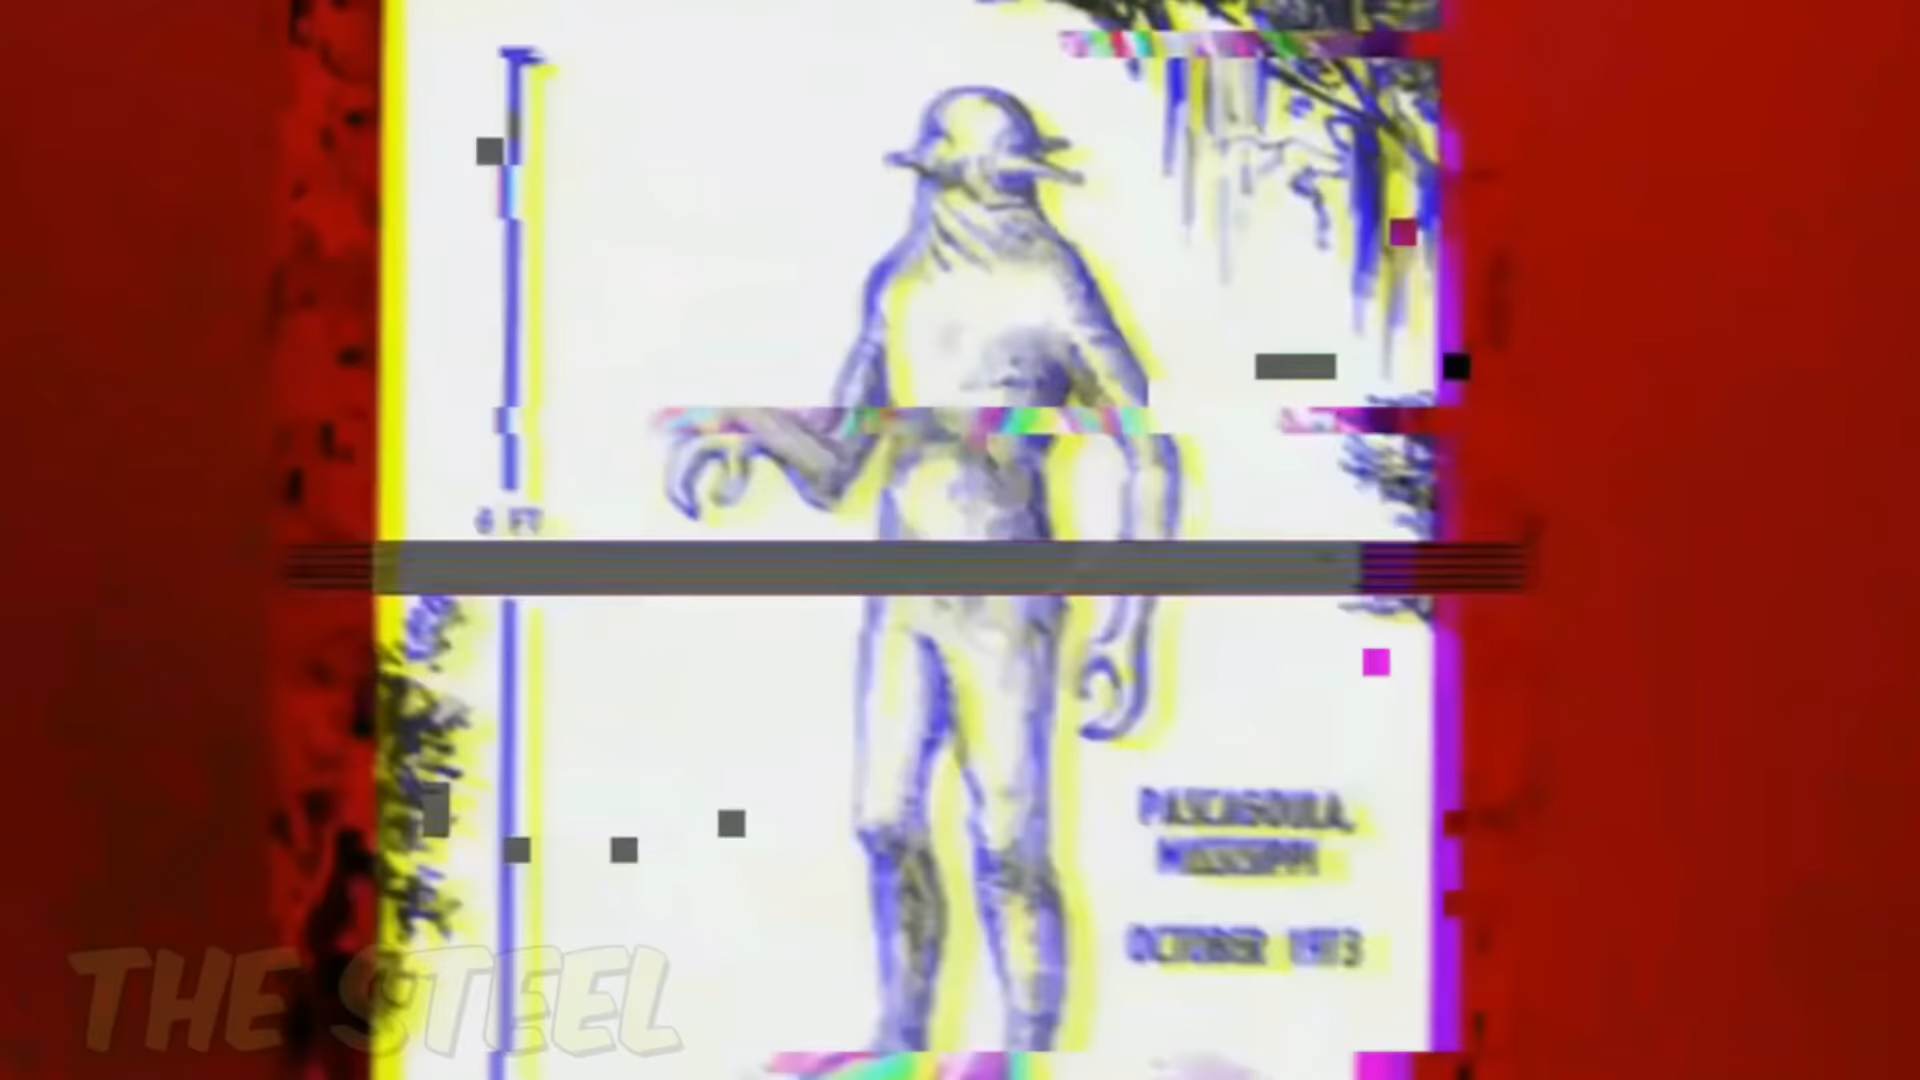 6 FT
PASCAGOULA,
MISSISSIPPI
OCTOBER 1973
THE STEEL